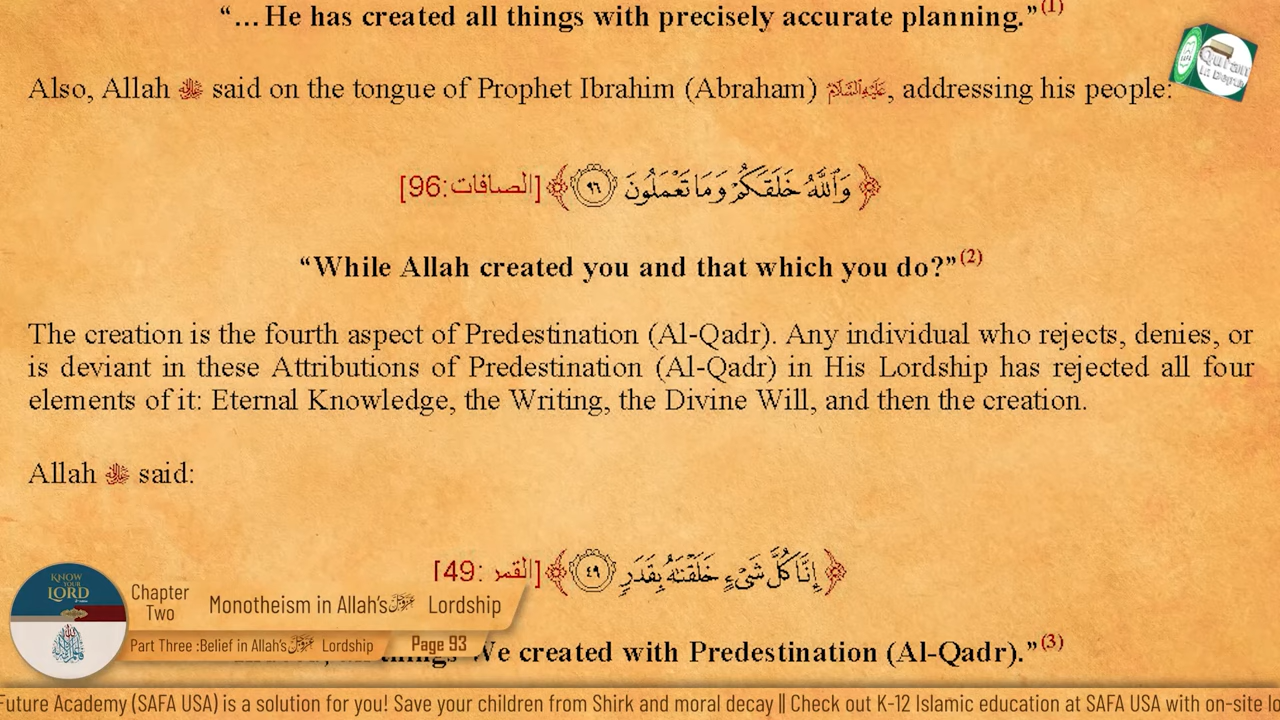 “... He has created all things with precisely accurate planning.”(1)
Also, Allah ﷻ said on the tongue of Prophet Ibrahim (Abraham) عَلَيْهِ السَّلَامُ, addressing his people:
﴿وَٱللَّهُ خَلَقَكُمْ وَمَا تَعْمَلُونَ ٩٦﴾ [الصافات:96]
“While Allah created you and that which you do?”(2)
The creation is the fourth aspect of Predestination (Al-Qadr). Any individual who rejects, denies, or
is deviant in these Attributions of Predestination (Al-Qadr) in His Lordship has rejected all four
elements of it: Eternal Knowledge, the Writing, the Divine Will, and then the creation.
Allah ﷻ said:
﴿إِنَّا كُلَّ شَىْءٍ خَلَقْنَٰهُ بِقَدَرٍ ٤٩﴾ [القمر :49]
We created with Predestination (Al-Qadr).”(3)
KNOW
YOUR
LORD
Chapter
Two
Monotheism in Allah’s عَزَّوَجَلَّ Lordship
Part Three :Belief in Allah’s عَزَّوَجَلَّ Lordship
Page 93
Future Academy (SAFA USA) is a solution for you! Save your children from Shirk and moral decay || Check out K-12 Islamic education at SAFA USA with on-site